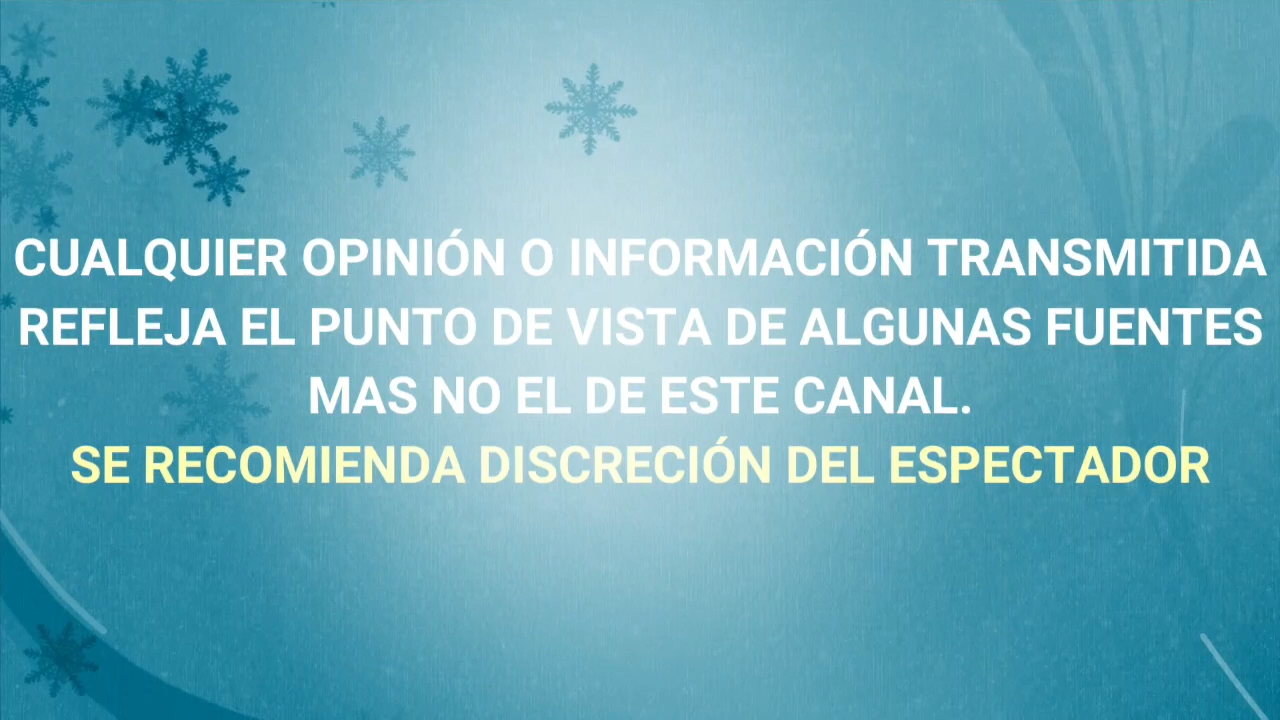 CUALQUIER OPINIÓN O INFORMACIÓN TRANSMITIDA
REFLEJA EL PUNTO DE VISTA DE ALGUNAS FUENTES
MAS NO EL DE ESTE CANAL.
SE RECOMIENDA DISCRECIÓN DEL ESPECTADOR